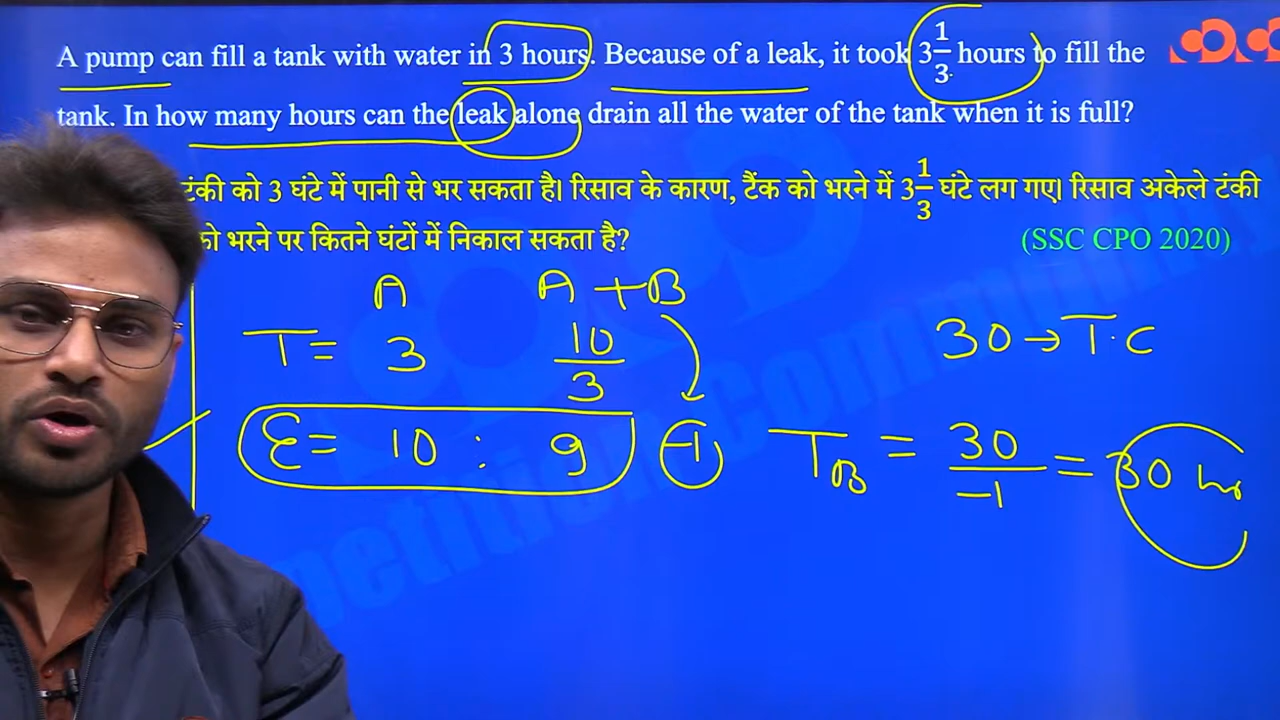 A pump can fill a tank with water in 3 hours. Because of a leak, it took 3 1/3 hours to fill the
tank. In how many hours can the leak alone drain all the water of the tank when it is full?
टंकी को 3 घंटे में पानी से भर सकता है। रिसाव के कारण, टैंक को भरने में 3 1/3 घंटे लग गए। रिसाव अकेले टंकी
को भरने पर कितने घंटों में निकाल सकता है?
(SSC CPO 2020)
A A+B
T= 3 10/3
30→T.C
E= 10 : 9 -1
T_B = 30/-1 = 30 hr